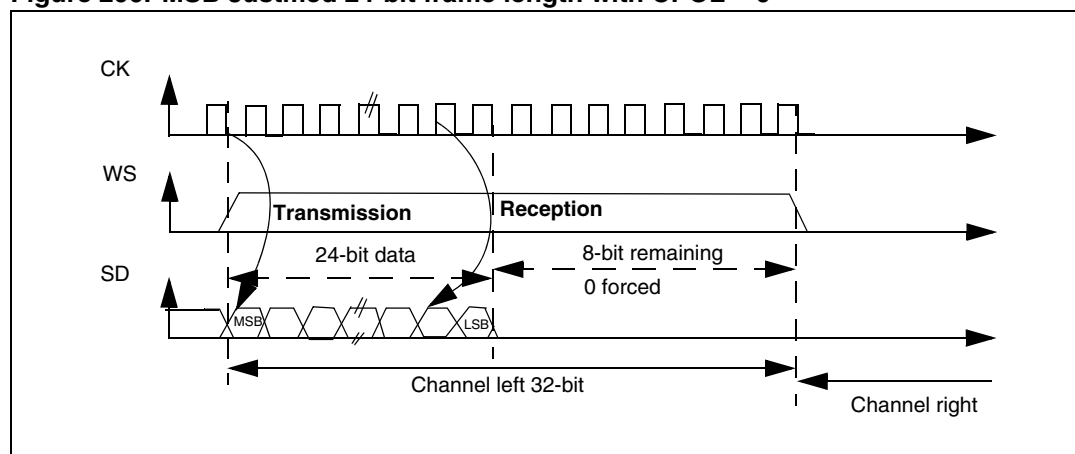 CK
WS
Transmission
Reception
24-bit data
8-bit remaining
SD
0 forced
MSB
LSB
Channel left 32-bit
Channel right